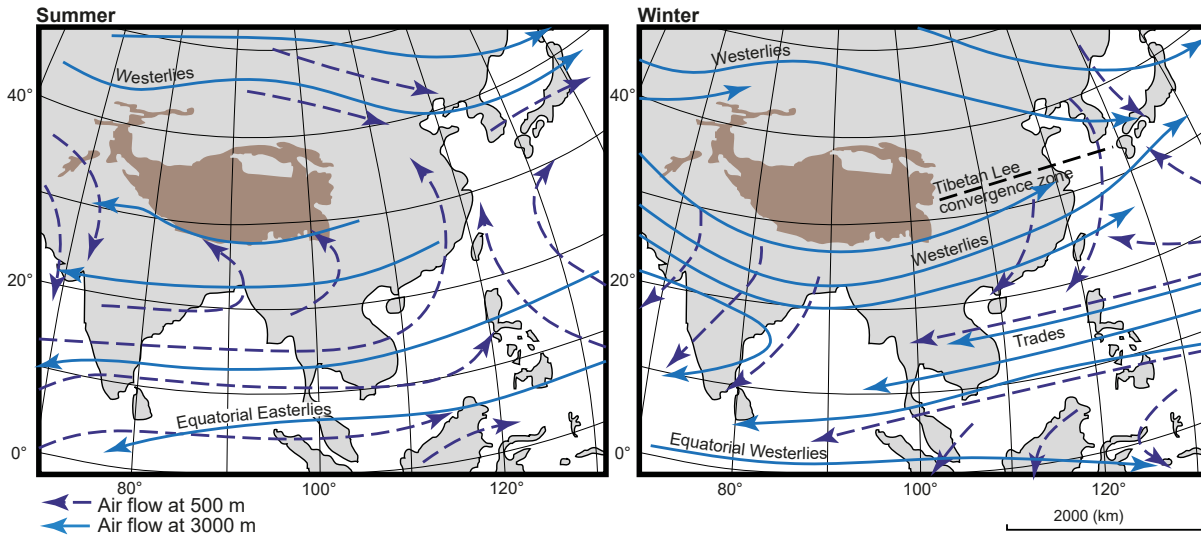 Summer
Winter
Westerlies
Westerlies
40°
40°
Tibetan Lee
convergence zone
Westerlies
20°
20°
Trades
Equatorial Easterlies
Equatorial Westerlies
0°
0°
80°
100°
120°
80°
100°
120°
Air flow at 500 m
Air flow at 3000 m
2000 (km)